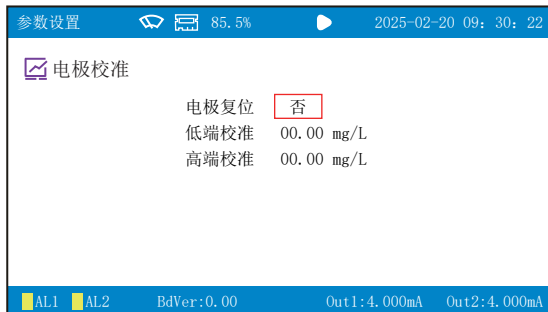 参数设置 85.5% 2025-02-20 09: 30: 22
电极校准
电极复位 否
低端校准 00.00 mg/L
高端校准 00.00 mg/L
AL1 AL2 BdVer:0.00 Out1:4.000mA Out2:4.000mA